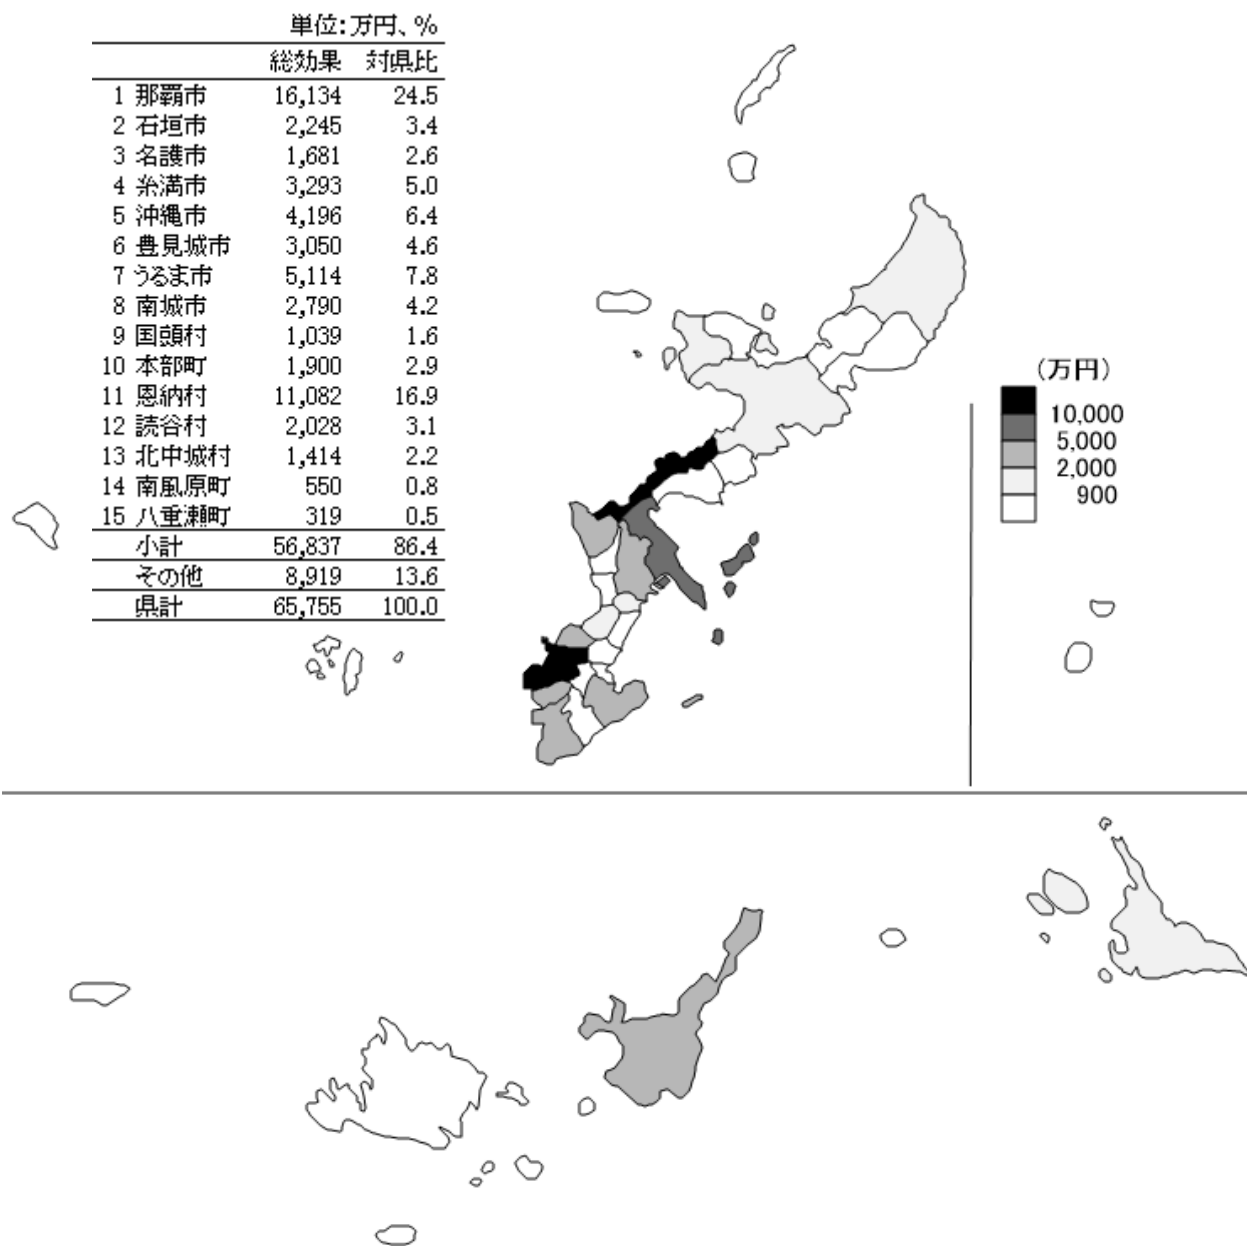 単位:万円、%
総効果 対県比
1 那覇市 16,134 24.5
2 石垣市 2,245 3.4
3 名護市 1,681 2.6
4 糸満市 3,293 5.0
5 沖縄市 4,196 6.4
6 豊見城市 3,050 4.6
7 うるま市 5,114 7.8
8 南城市 2,790 4.2
9 国頭村 1,039 1.6
10 本部町 1,900 2.9
11 恩納村 11,082 16.9
12 読谷村 2,028 3.1
13 北中城村 1,414 2.2
14 南風原町 550 0.8
15 八重瀬町 319 0.5
小計 56,837 86.4
その他 8,919 13.6
県計 65,755 100.0
(万円)
10,000
5,000
2,000
900